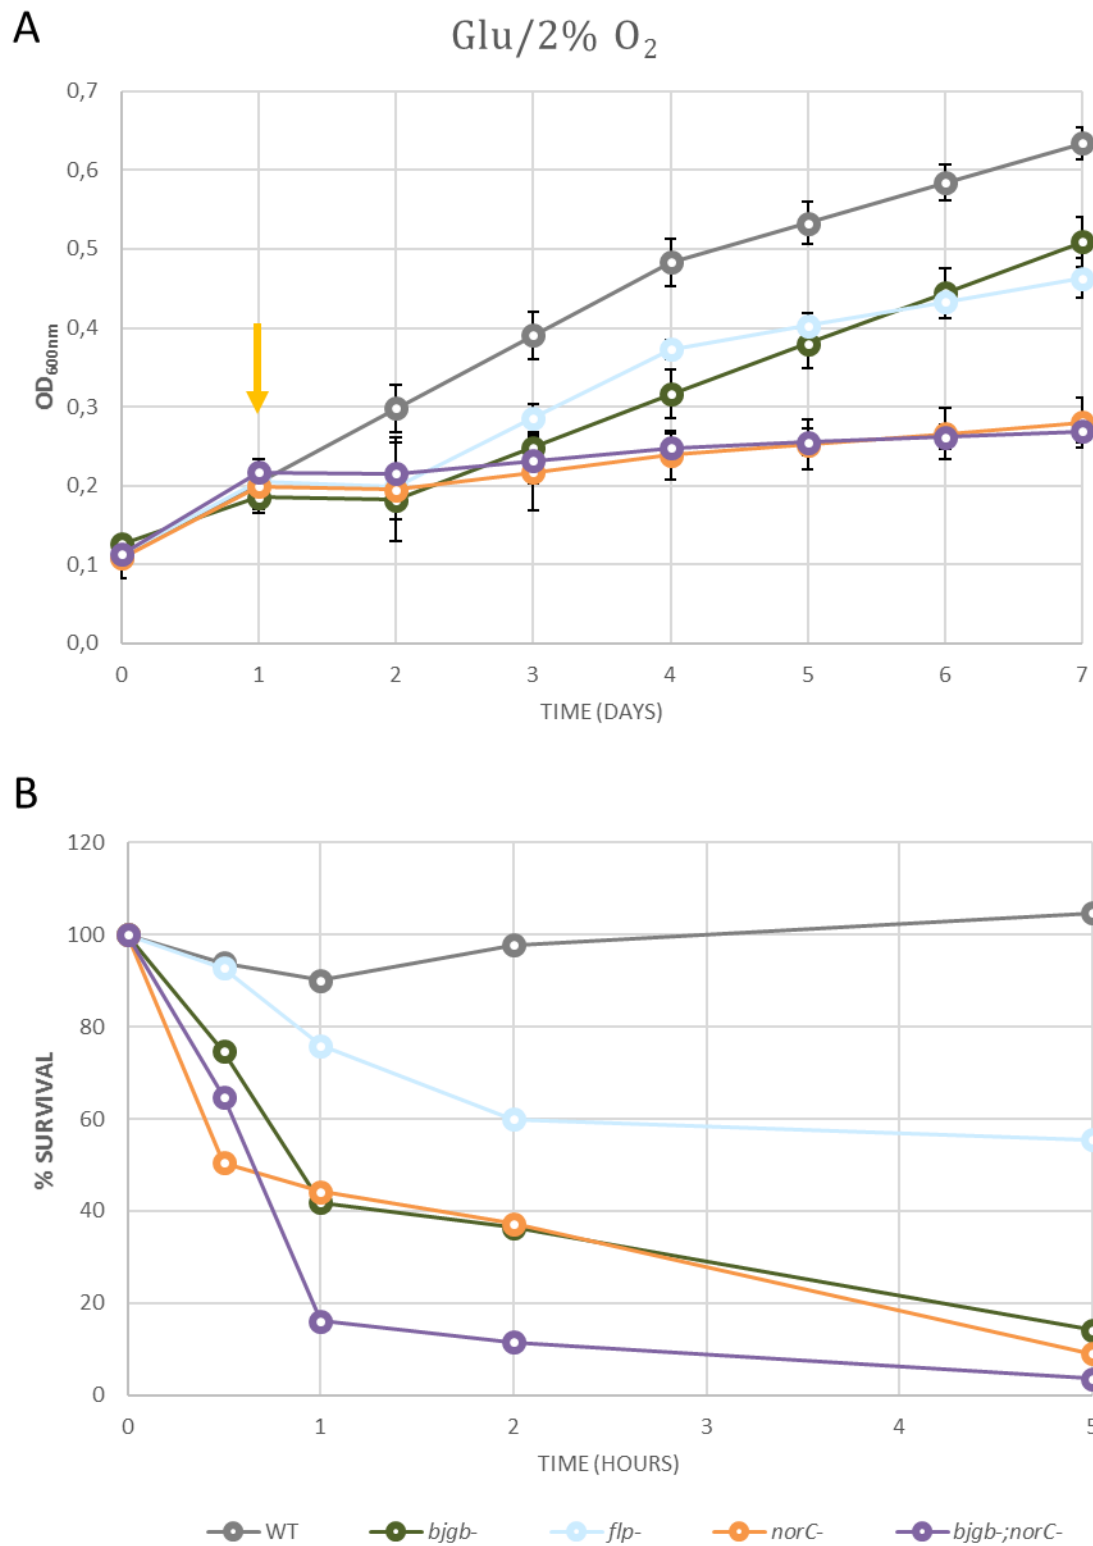 A
Glu/2% O₂
0,7
0,6
0,5
0,4
0,3
0,2
0,1
0,0
OD₆₀₀ₙₘ
0 1 2 3 4 5 6 7
TIME (DAYS)
B
120
100
80
60
40
20
0
% SURVIVAL
0 1 2 3 4 5
TIME (HOURS)
WT bjgb- flp- norC- bjgb-;norC-